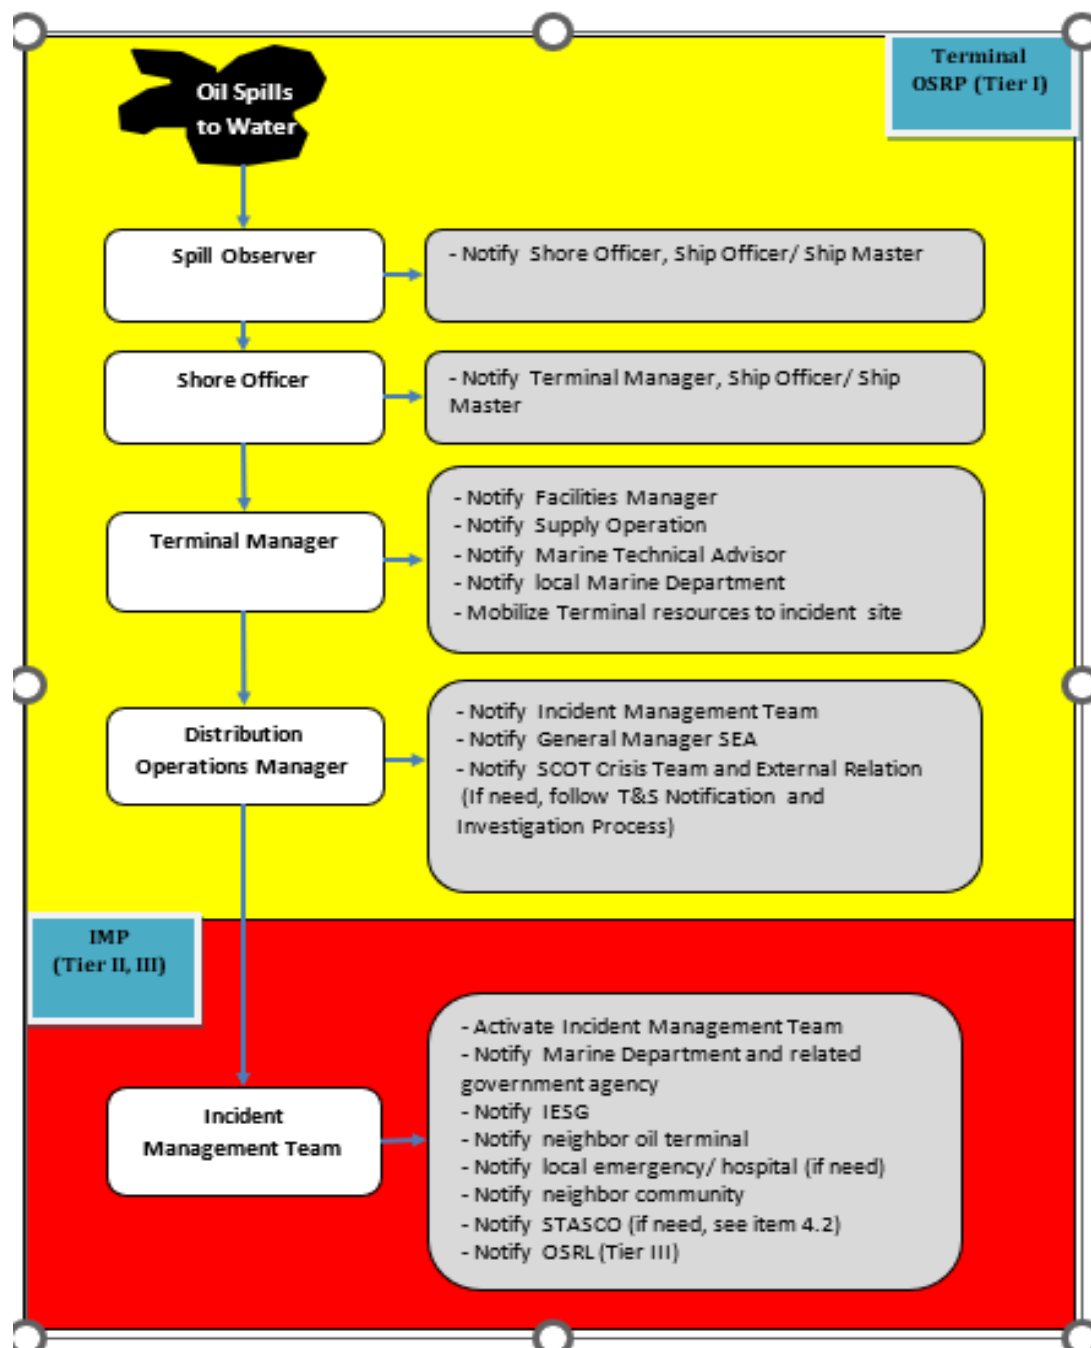 Oil Spills
to Water
Terminal
OSRP (Tier I)
Spill Observer
- Notify Shore Officer, Ship Officer/ Ship Master
Shore Officer
- Notify Terminal Manager, Ship Officer/ Ship
Master
Terminal Manager
- Notify Facilities Manager
- Notify Supply Operation
- Notify Marine Technical Advisor
- Notify local Marine Department
- Mobilize Terminal resources to incident site
Distribution
Operations Manager
- Notify Incident Management Team
- Notify General Manager SEA
- Notify SCOT Crisis Team and External Relation
(If need, follow T&S Notification and
Investigation Process)
IMP
(Tier II, III)
Incident
Management Team
- Activate Incident Management Team
- Notify Marine Department and related
government agency
- Notify IESG
- Notify neighbor oil terminal
- Notify local emergency/ hospital (if need)
- Notify neighbor community
- Notify STASCO (if need, see item 4.2)
- Notify OSRL (Tier III)